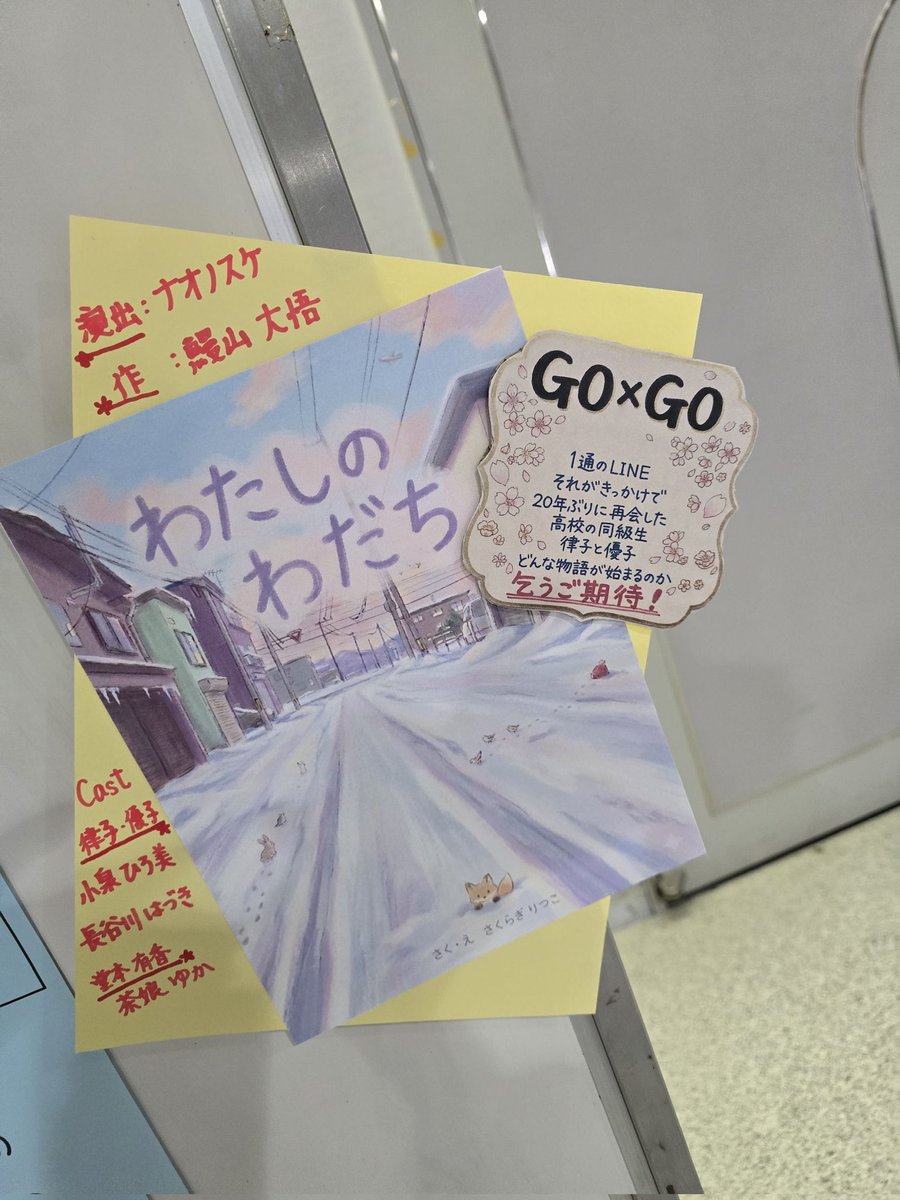 演出：ナオノスケ
作：鰻山 大悟
わたしの
わだち
GO×GO
1通のLINE
それがきっかけで
20年ぶりに再会した
高校の同級生
律子と優子
どんな物語が始まるのか
乞うご期待！
Cast
律子・優子
小泉ひろ美
長谷川はづき
堂本有香
茶娘ゆか
さく・え さくらぎ りつこ